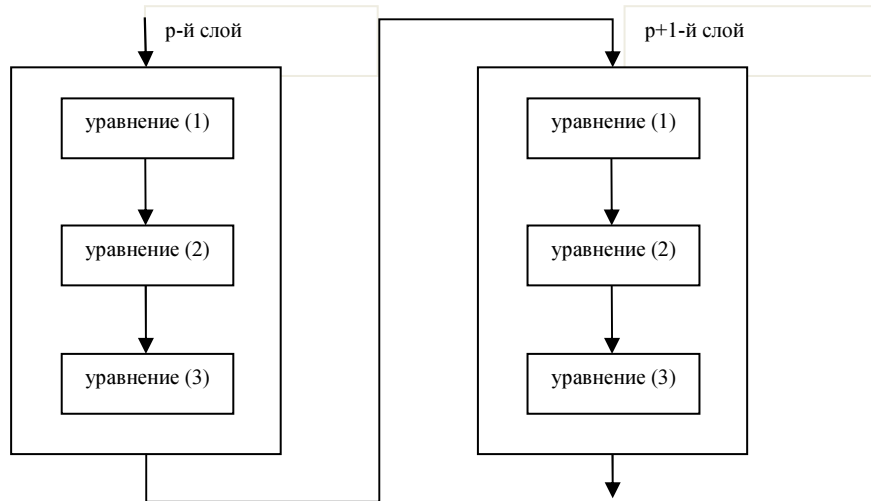 р-й слой
уравнение (1)
уравнение (2)
уравнение (3)
р+1-й слой
уравнение (1)
уравнение (2)
уравнение (3)